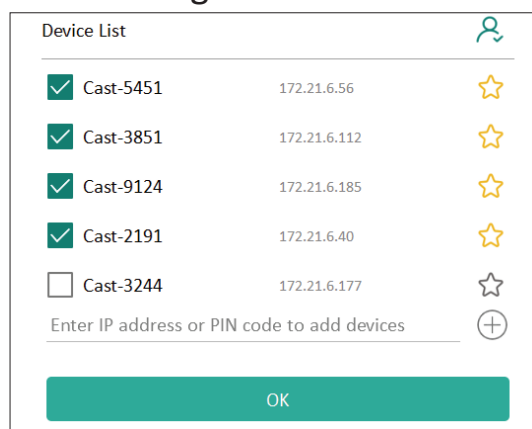 Device List
Cast-5451 172.21.6.56
Cast-3851 172.21.6.112
Cast-9124 172.21.6.185
Cast-2191 172.21.6.40
Cast-3244 172.21.6.177
Enter IP address or PIN code to add devices
OK